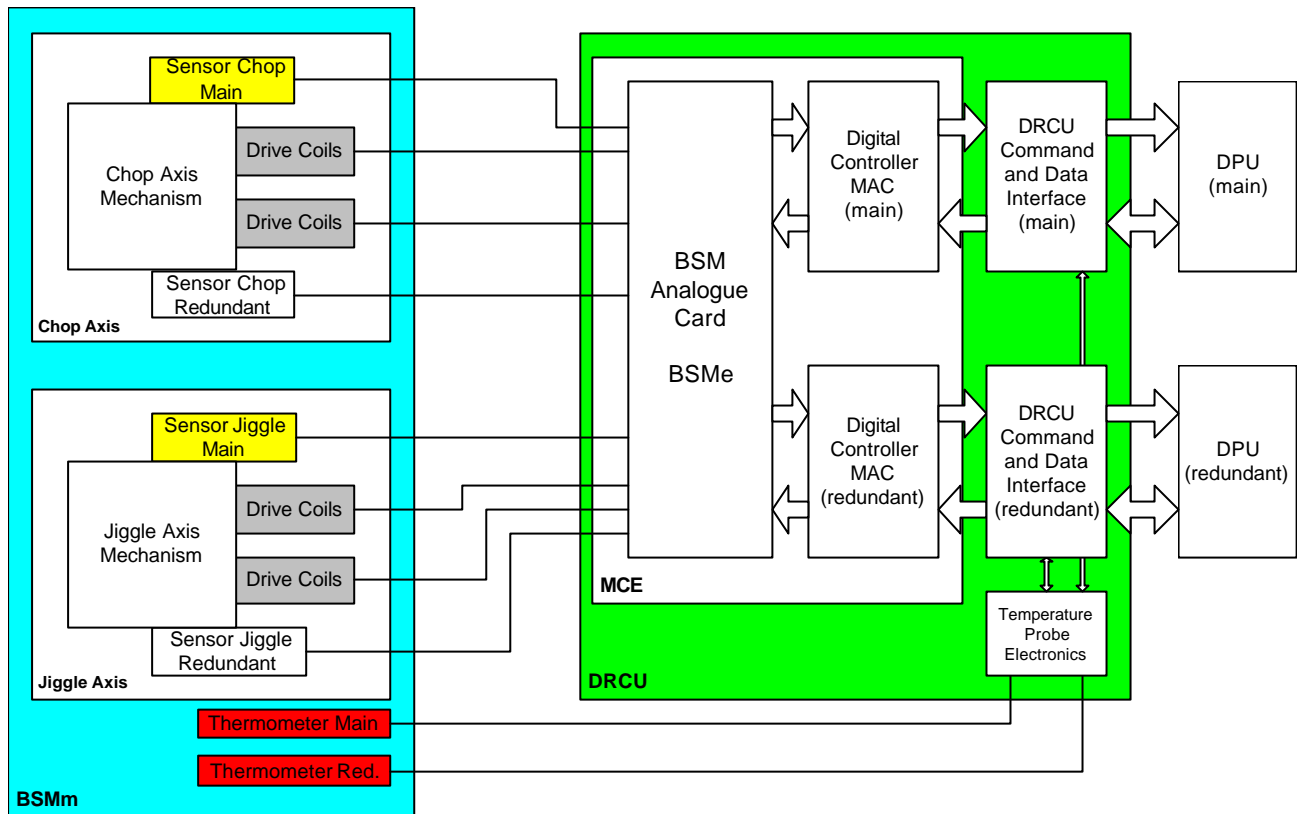 Sensor Chop
Main
Drive Coils
Chop Axis
Mechanism
Drive Coils
Sensor Chop
Redundant
Chop Axis
Sensor Jiggle
Main
Drive Coils
Jiggle Axis
Mechanism
Drive Coils
Sensor Jiggle
Redundant
Jiggle Axis
Thermometer Main
Thermometer Red.
BSMm
BSM
Analogue
Card
BSMe
Digital
Controller
MAC
(main)
Digital
Controller
MAC
(redundant)
MCE
DRCU
Command
and Data
Interface
(main)
DRCU
Command
and Data
Interface
(redundant)
Temperature
Probe
Electronics
DRCU
DPU
(main)
DPU
(redundant)